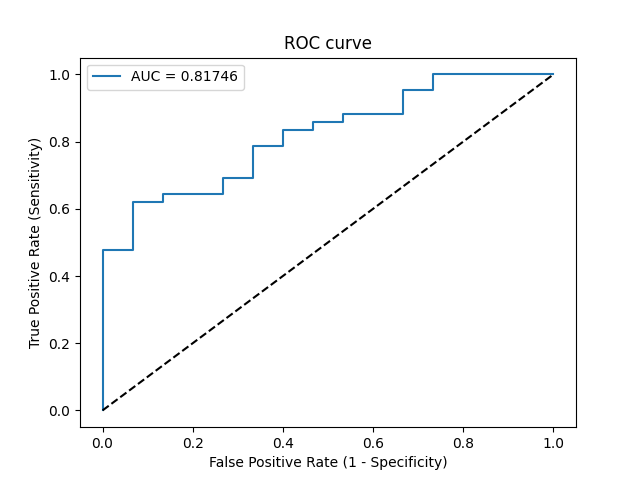 ROC curve
AUC = 0.81746
1.0
0.8
0.6
0.4
0.2
0.0
True Positive Rate (Sensitivity)
0.0 0.2 0.4 0.6 0.8 1.0
False Positive Rate (1 - Specificity)